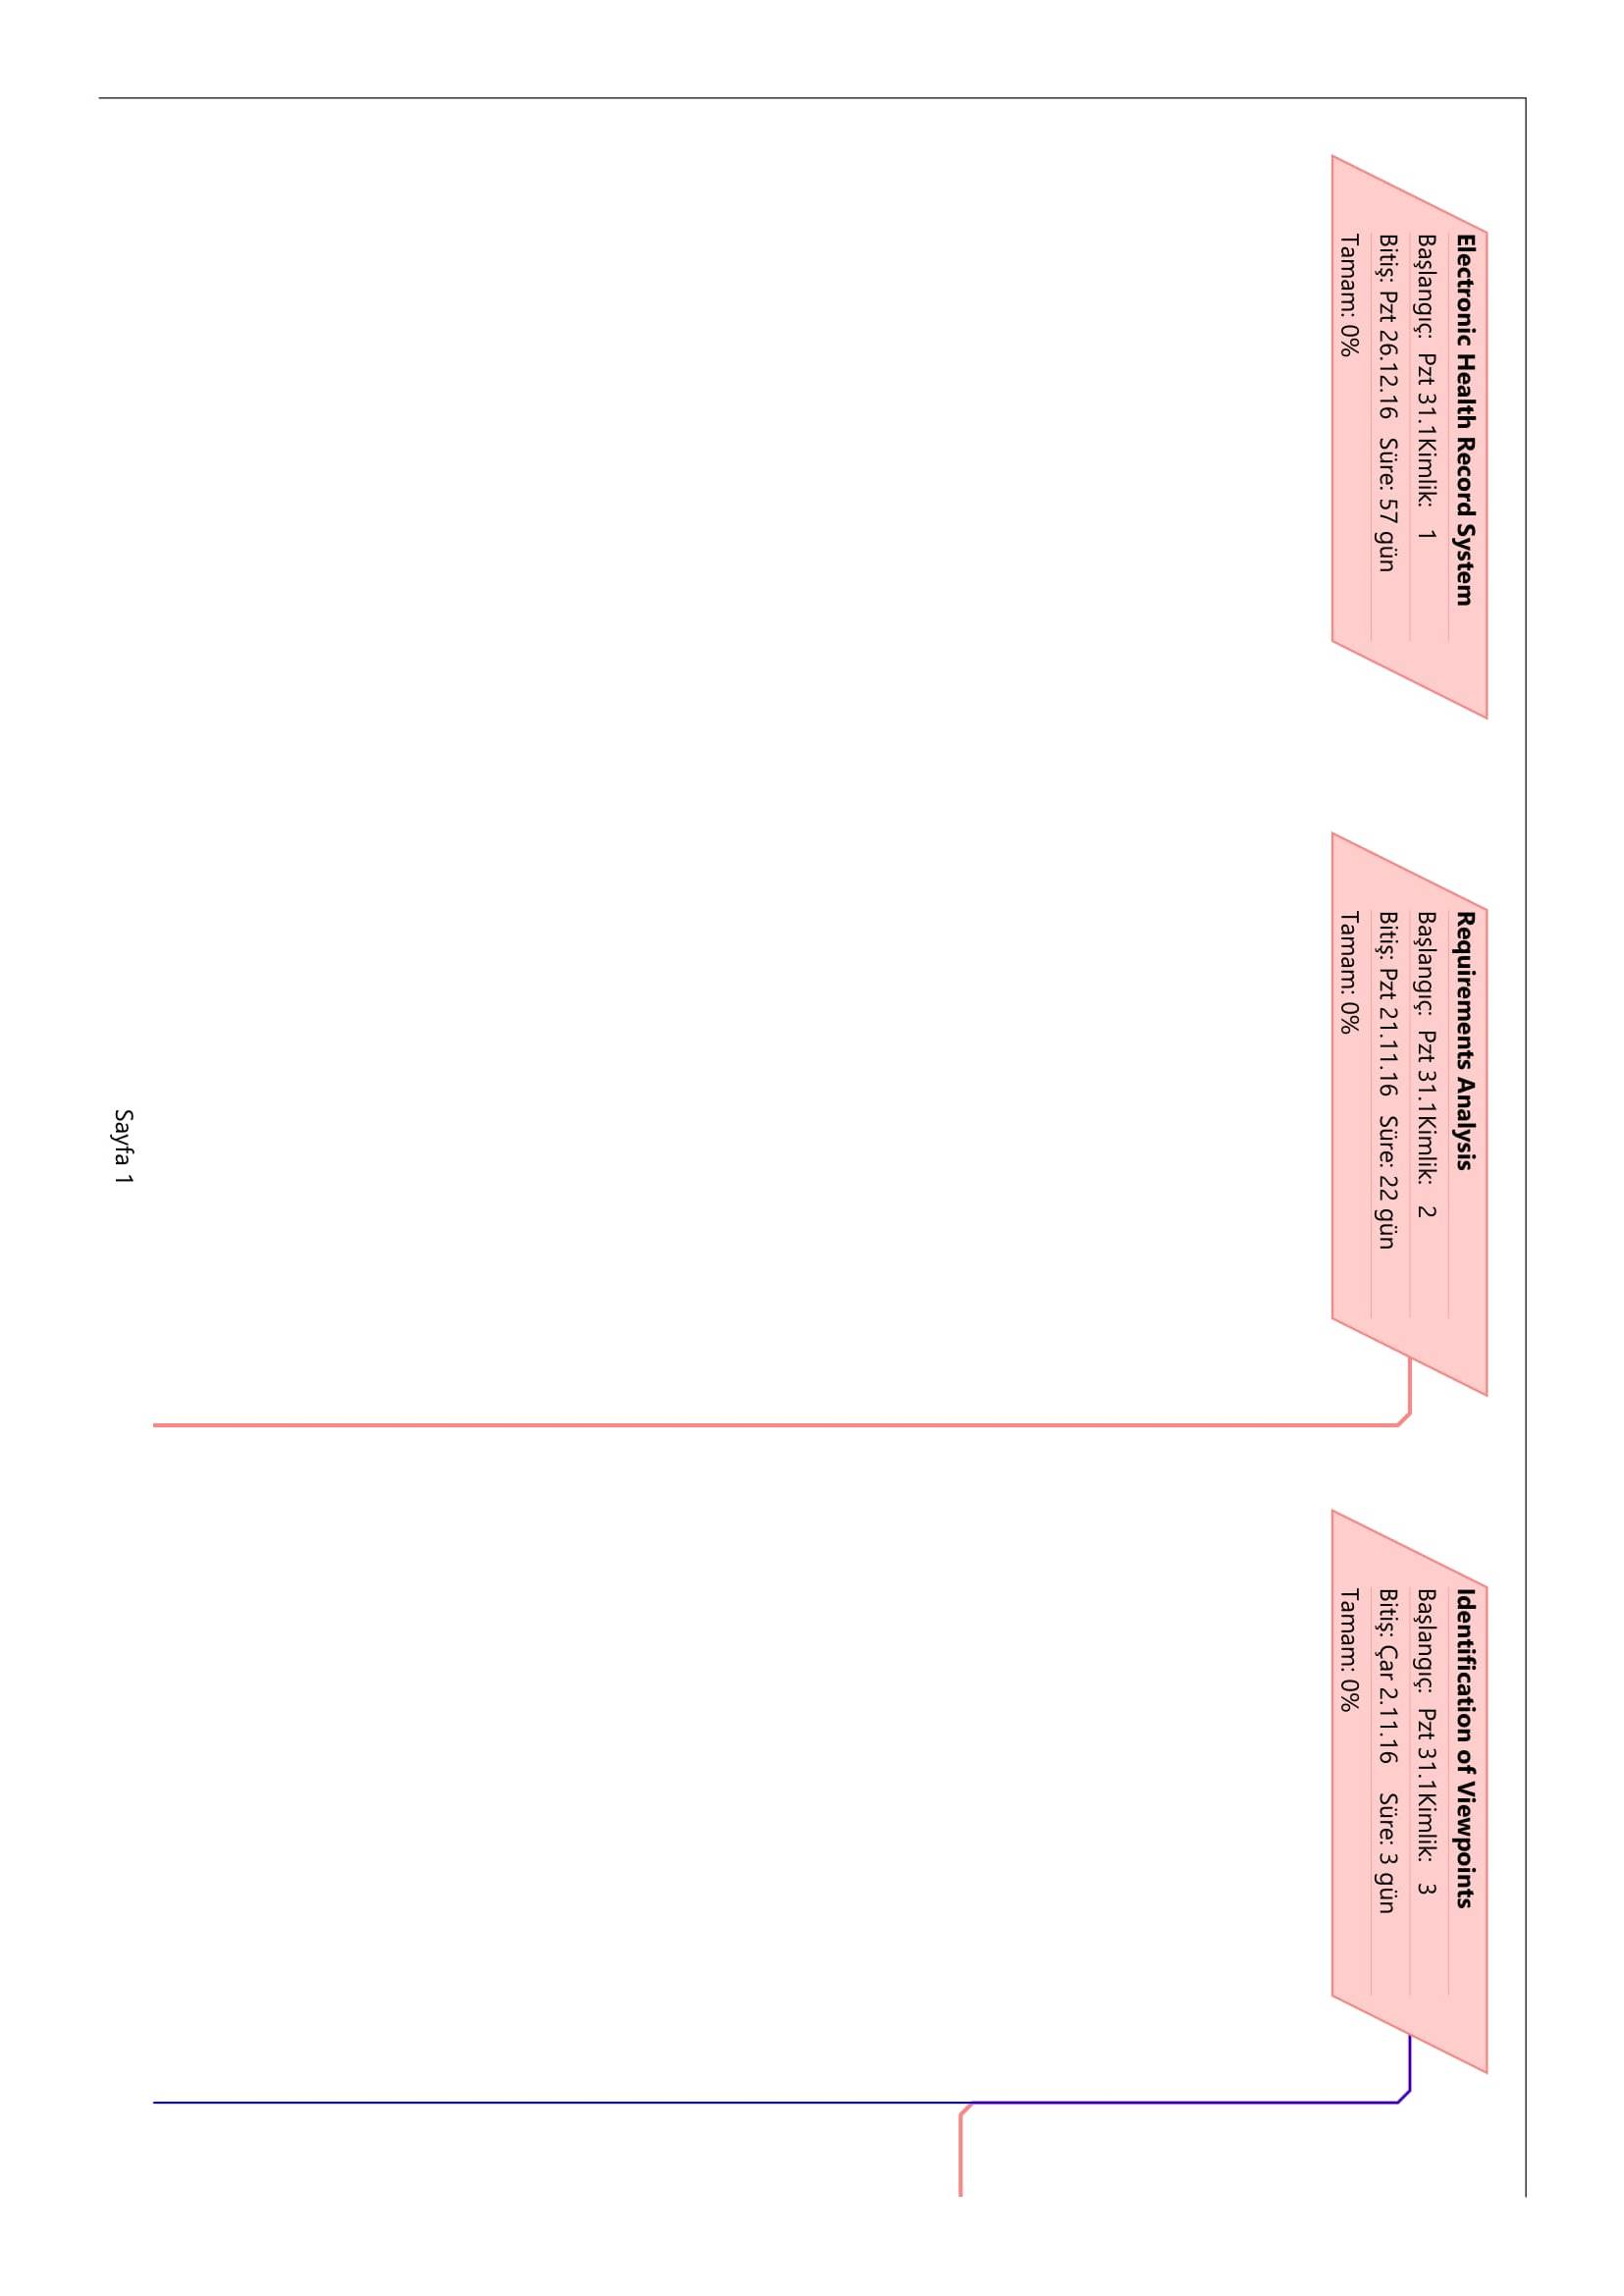 Electronic Health Record System
Başlangıç: Pzt 31.1Kimlik: 1
Bitiş: Pzt 26.12.16 Süre: 57 gün
Tamam: 0%
Requirements Analysis
Başlangıç: Pzt 31.1Kimlik: 2
Bitiş: Pzt 21.11.16 Süre: 22 gün
Tamam: 0%
Identification of Viewpoints
Başlangıç: Pzt 31.1Kimlik: 3
Bitiş: Çar 2.11.16 Süre: 3 gün
Tamam: 0%
Sayfa 1